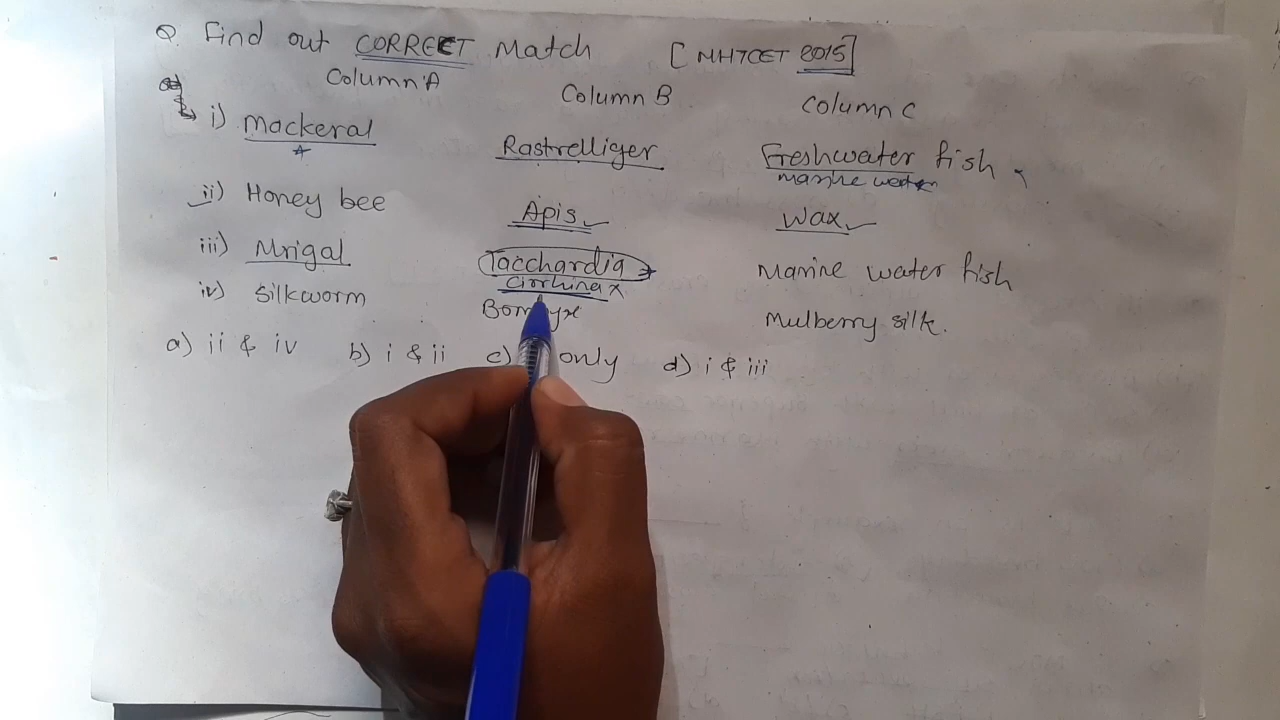 Q. Find out CORRECT Match [MHTCET 2015]
Column A Column B Column C
i) Mackeral Rastrelliger Freshwater fish
marine water
ii) Honey bee Apis Wax
iii) Mrigal Tacchardia Marine water fish
Cirrhina
iv) Silkworm Bombyx Mulberry silk.
a) ii & iv b) i & ii c) only d) i & iii